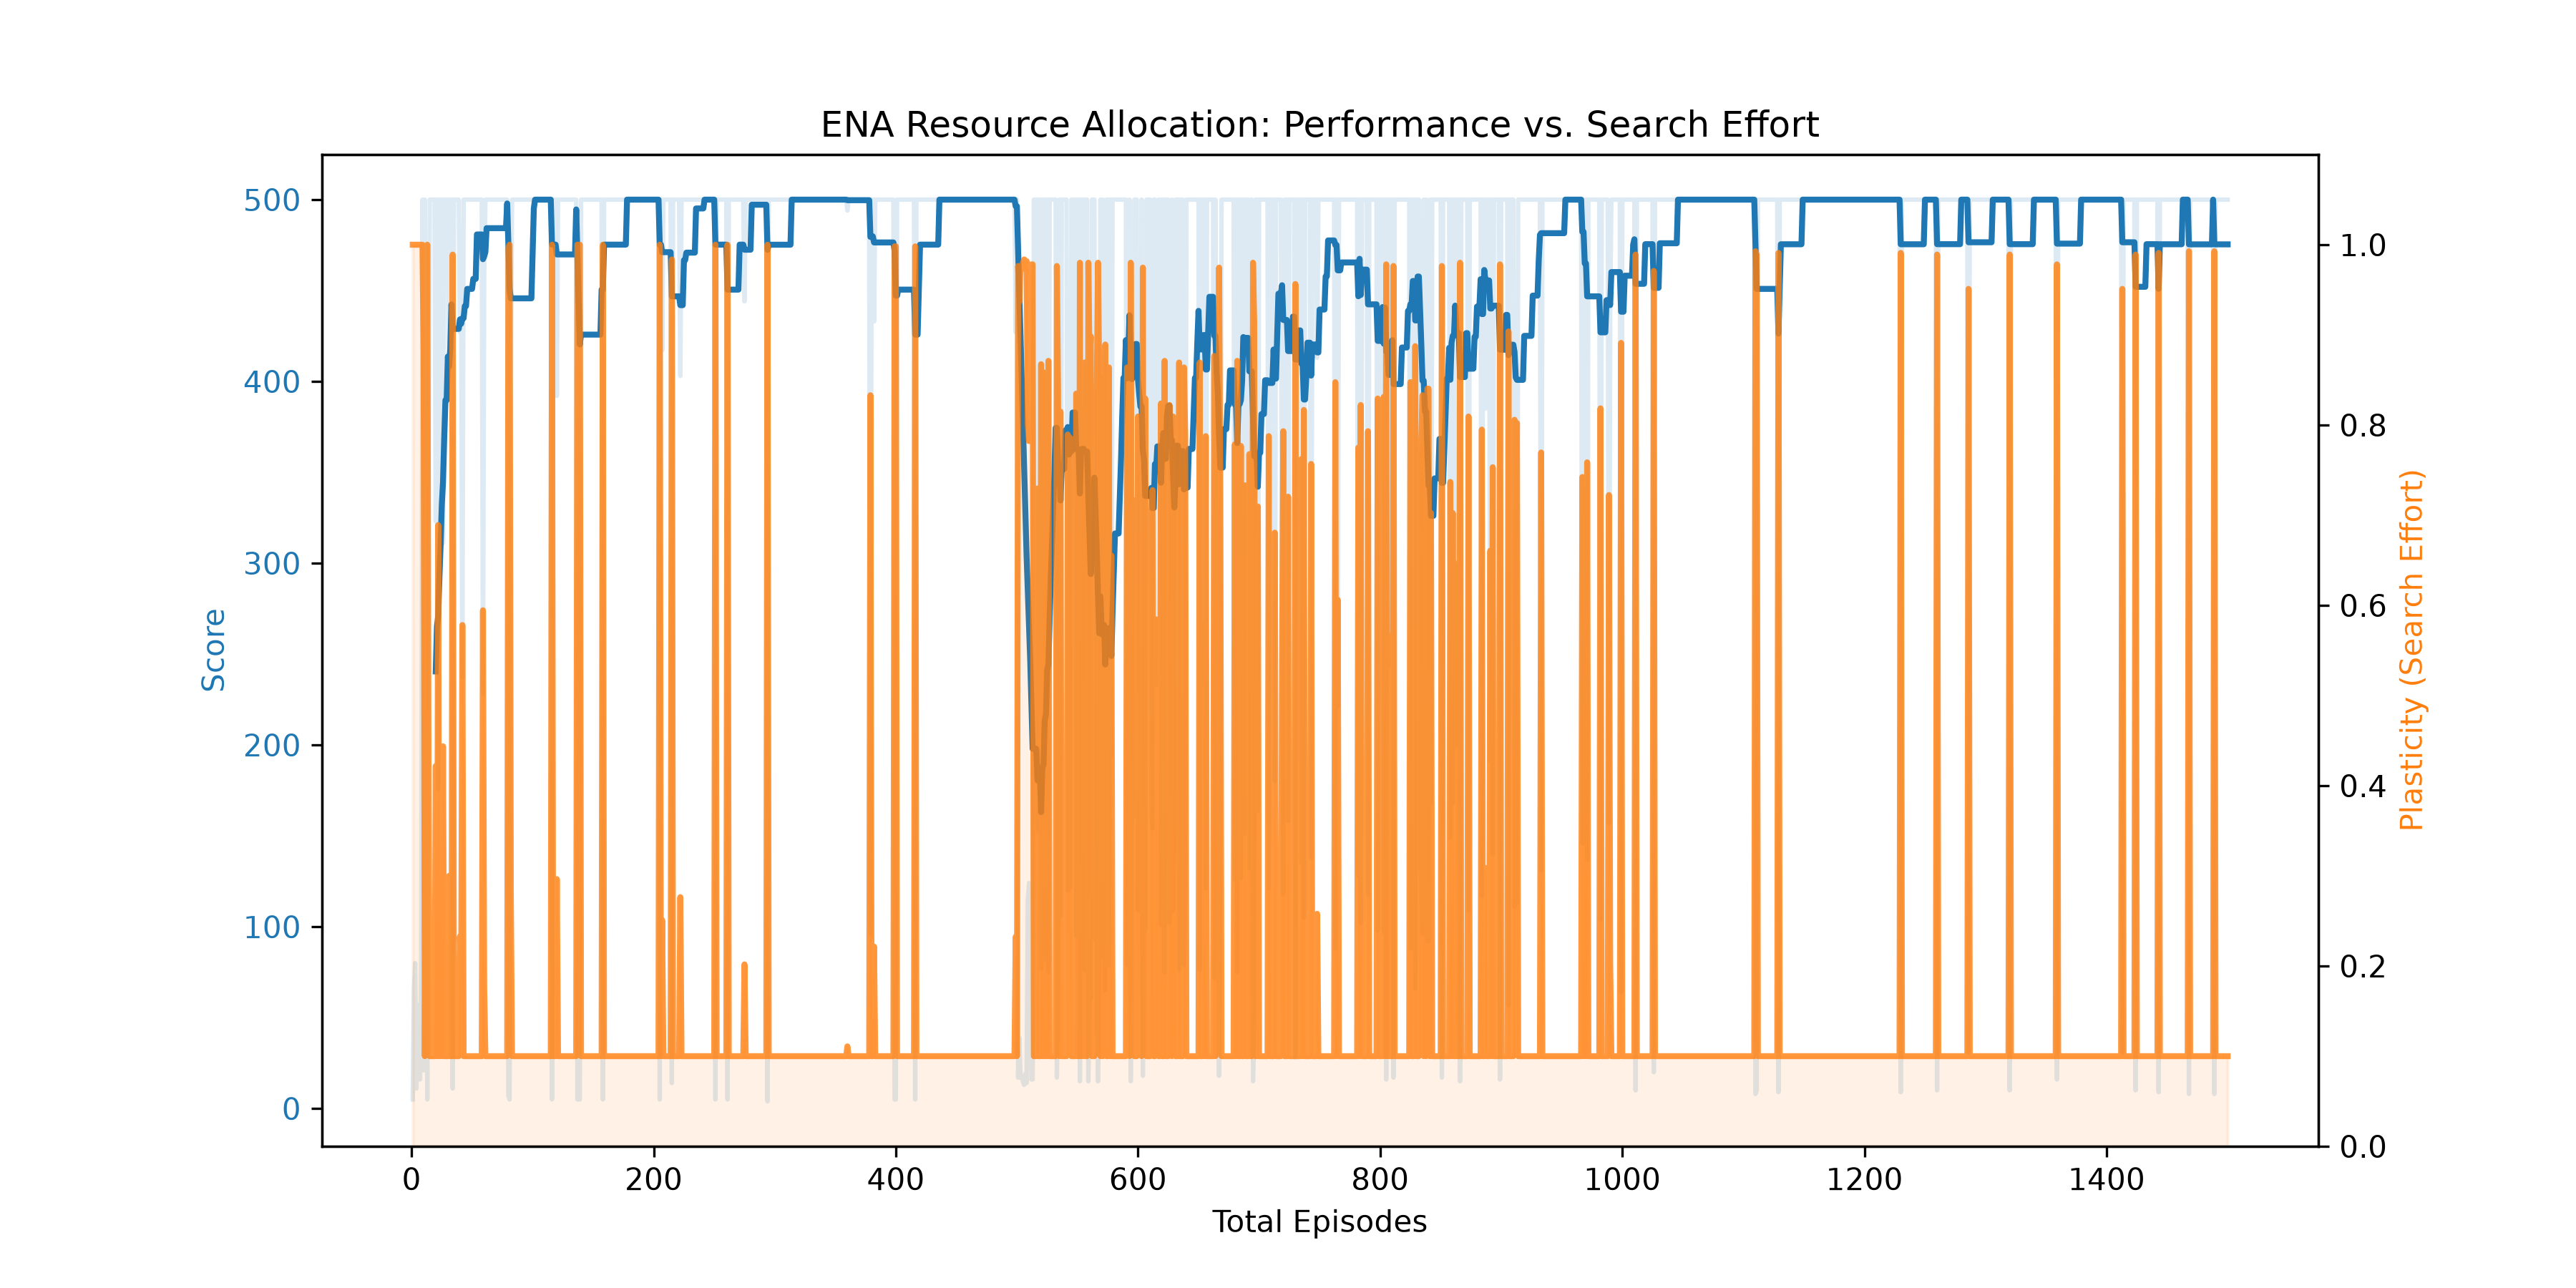 ENA Resource Allocation: Performance vs. Search Effort
500
400
300
200
100
0
Score
1.0
0.8
0.6
0.4
0.2
0.0
Plasticity (Search Effort)
0 200 400 600 800 1000 1200 1400
Total Episodes